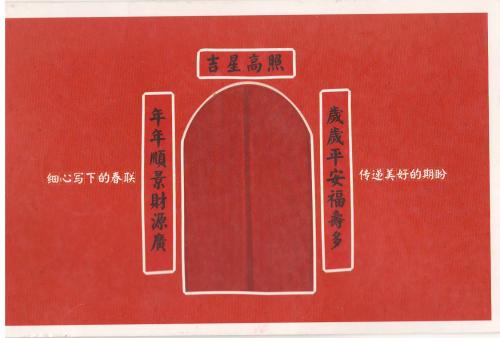 吉星高照
年年順景財源廣
歲歲平安福壽多
细心写下的春联
传递美好的期盼